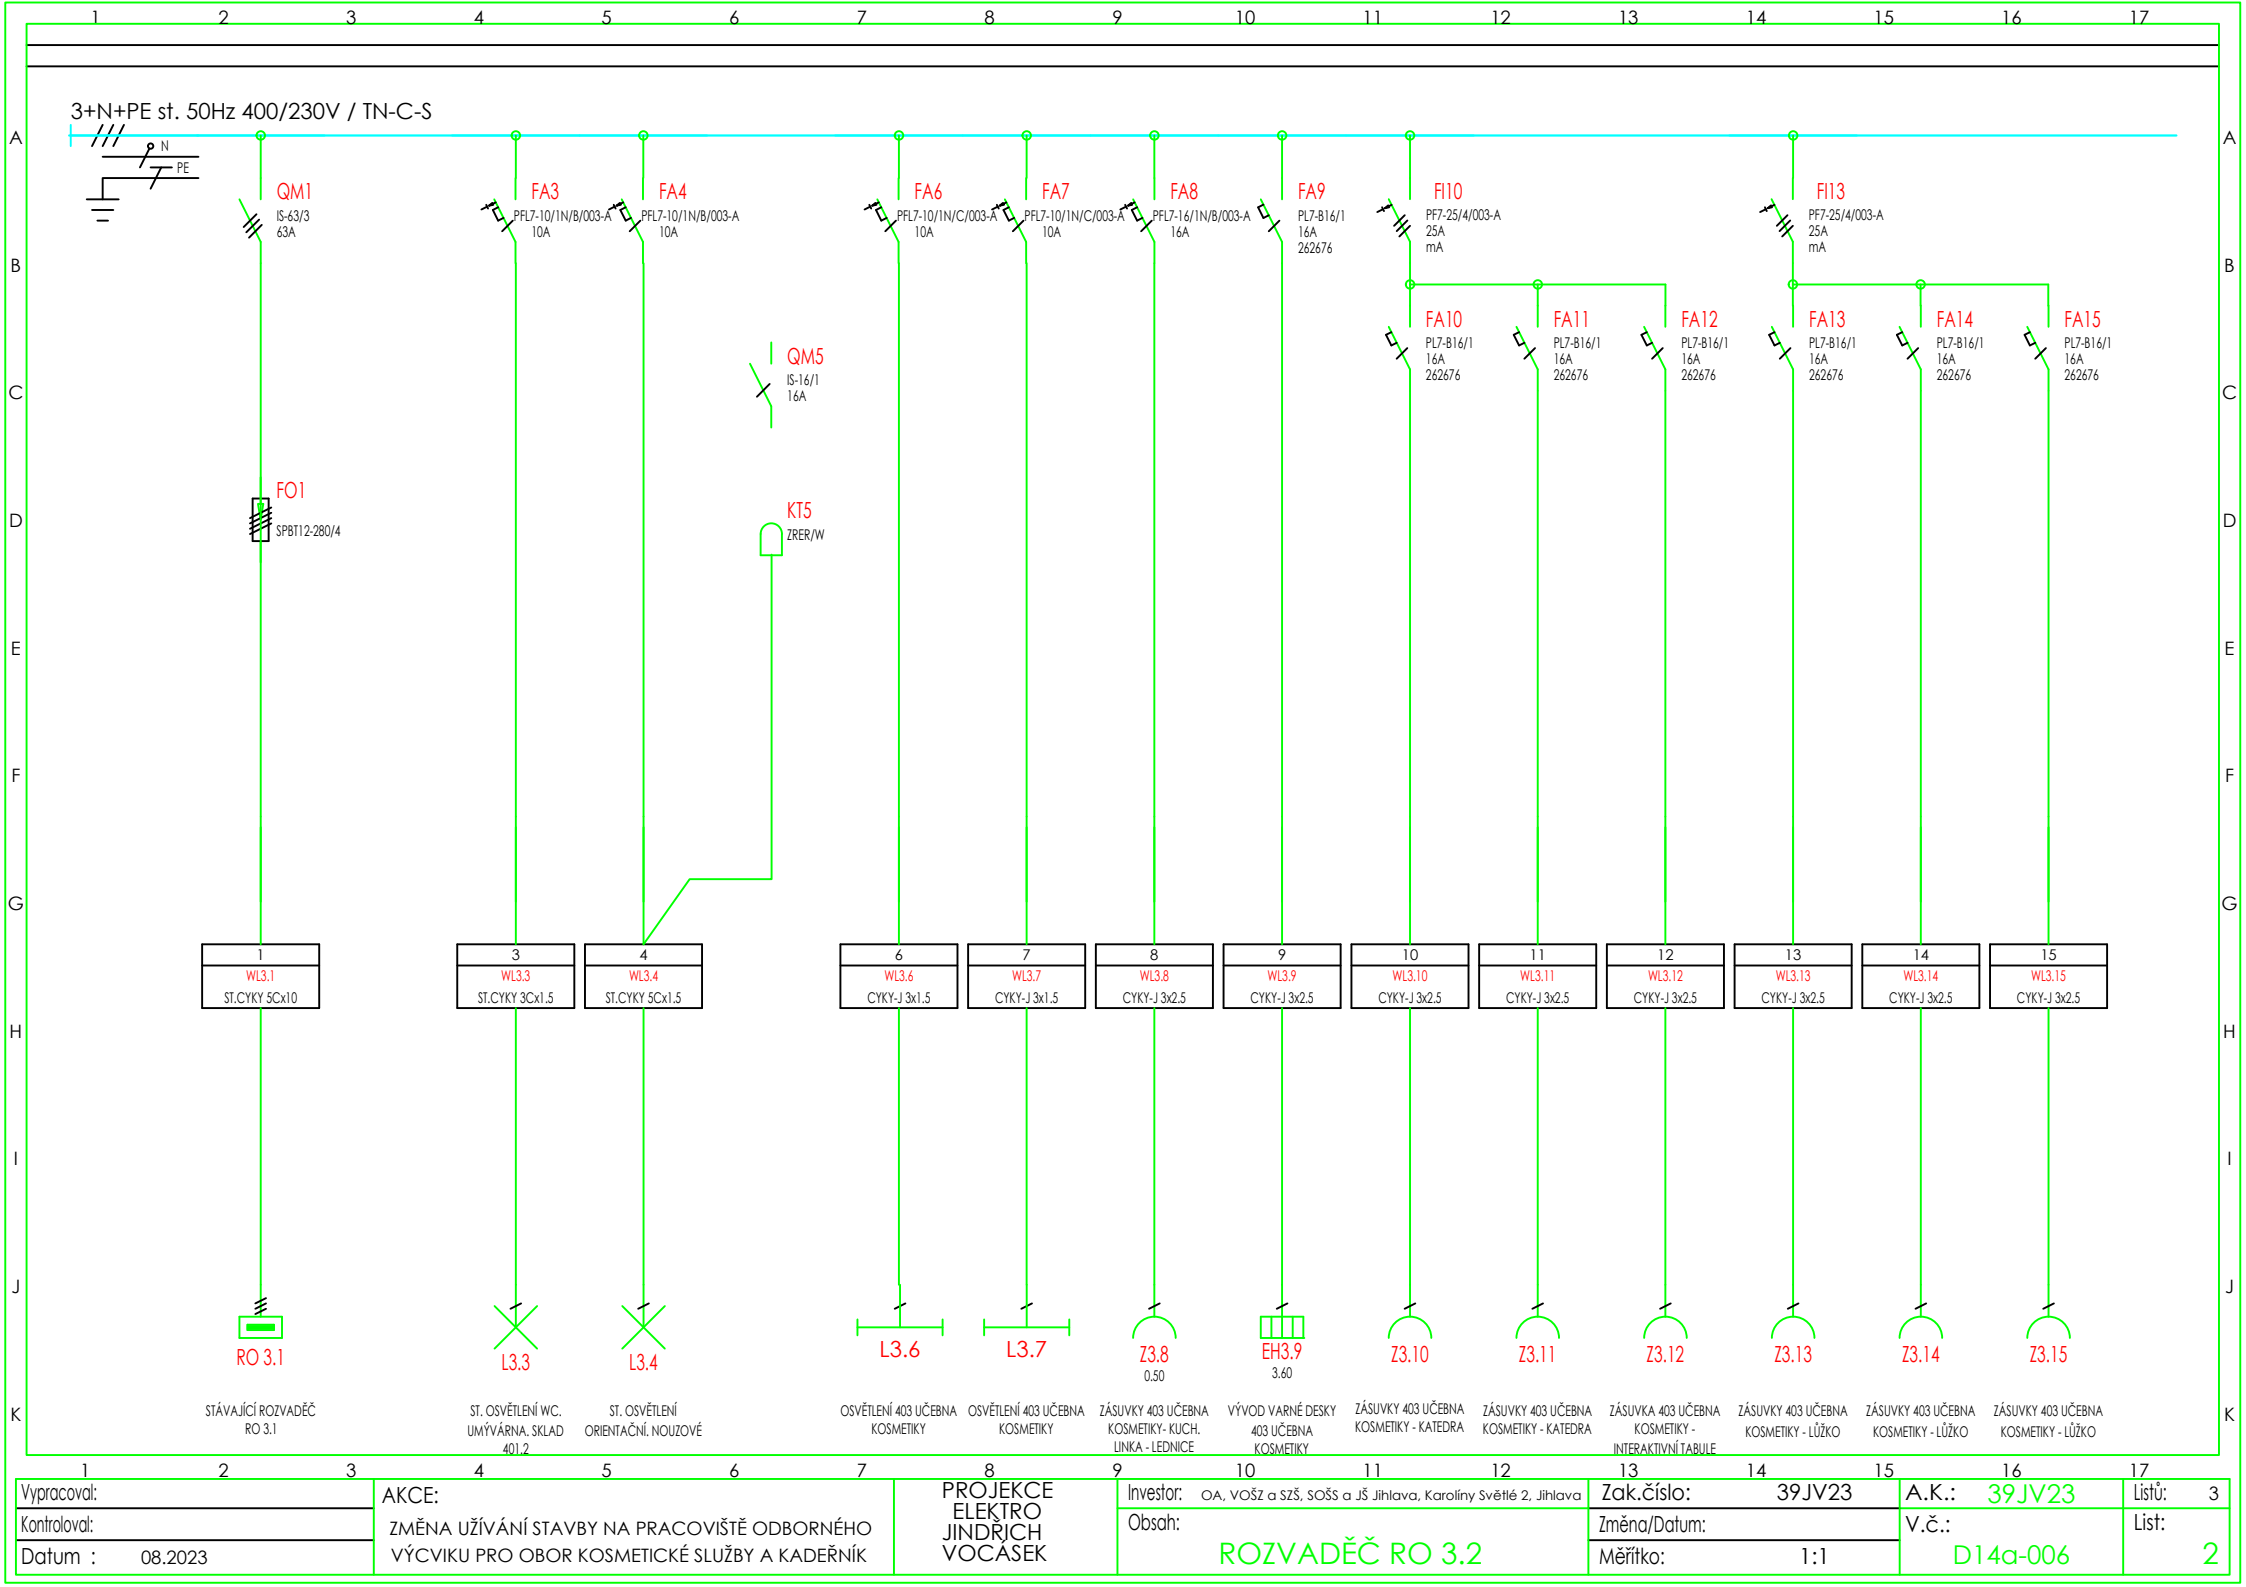 1 2 3 4 5 6 7 8 9 10 11 12 13 14 15 16 17
3+N+PE st. 50Hz 400/230V / TN-C-S
A A
N
PE
QM1
IS-63/3
63A
FA3
PFL7-10/1N/B/003-A
10A
FA4
PFL7-10/1N/B/003-A
10A
FA6
PFL7-10/1N/C/003-A
10A
FA7
PFL7-10/1N/C/003-A
10A
FA8
PFL7-16/1N/B/003-A
16A
FA9
PL7-B16/1
16A
262676
FI10
PF7-25/4/003-A
25A
mA
FI13
PF7-25/4/003-A
25A
mA
B B
FA10
PL7-B16/1
16A
262676
FA11
PL7-B16/1
16A
262676
FA12
PL7-B16/1
16A
262676
FA13
PL7-B16/1
16A
262676
FA14
PL7-B16/1
16A
262676
FA15
PL7-B16/1
16A
262676
QM5
IS-16/1
16A
C C
FO1
SPBT12-280/4
KT5
ZRER/W
D D
E E
F F
G G
1
WL3.1
ST.CYKY 5Cx10
3
WL3.3
ST.CYKY 3Cx1.5
4
WL3.4
ST.CYKY 5Cx1.5
6
WL3.6
CYKY-J 3x1.5
7
WL3.7
CYKY-J 3x1.5
8
WL3.8
CYKY-J 3x2.5
9
WL3.9
CYKY-J 3x2.5
10
WL3.10
CYKY-J 3x2.5
11
WL3.11
CYKY-J 3x2.5
12
WL3.12
CYKY-J 3x2.5
13
WL3.13
CYKY-J 3x2.5
14
WL3.14
CYKY-J 3x2.5
15
WL3.15
CYKY-J 3x2.5
H H
I I
J J
RO 3.1
L3.3
L3.4
L3.6
L3.7
Z3.8
0.50
EH3.9
3.60
Z3.10
Z3.11
Z3.12
Z3.13
Z3.14
Z3.15
K K
STÁVAJÍCÍ ROZVADĚČ
RO 3.1
ST. OSVĚTLENÍ WC.
UMÝVÁRNA. SKLAD
401.2
ST. OSVĚTLENÍ
ORIENTAČNÍ. NOUZOVÉ
OSVĚTLENÍ 403 UČEBNA
KOSMETIKY
OSVĚTLENÍ 403 UČEBNA
KOSMETIKY
ZÁSUVKY 403 UČEBNA
KOSMETIKY- KUCH.
LINKA - LEDNICE
VÝVOD VARNÉ DESKY
403 UČEBNA
KOSMETIKY
ZÁSUVKY 403 UČEBNA
KOSMETIKY - KATEDRA
ZÁSUVKY 403 UČEBNA
KOSMETIKY - KATEDRA
ZÁSUVKA 403 UČEBNA
KOSMETIKY -
INTERAKTIVNÍ TABULE
ZÁSUVKY 403 UČEBNA
KOSMETIKY - LŮŽKO
ZÁSUVKY 403 UČEBNA
KOSMETIKY - LŮŽKO
ZÁSUVKY 403 UČEBNA
KOSMETIKY - LŮŽKO
1 2 3 4 5 6 7 8 9 10 11 12 13 14 15 16 17
Vypracoval:
Kontroloval:
Datum : 08.2023
AKCE:
ZMĚNA UŽÍVÁNÍ STAVBY NA PRACOVIŠTĚ ODBORNÉHO
VÝCVIKU PRO OBOR KOSMETICKÉ SLUŽBY A KADEŘNÍK
PROJEKCE
ELEKTRO
JINDŘICH
VOCÁSEK
Investor: OA, VOŠZ a SZŠ, SOŠS a JŠ Jihlava, Karolíny Světlé 2, Jihlava
Obsah:
ROZVADĚČ RO 3.2
Zak.číslo: 39JV23
Změna/Datum:
Měřítko: 1:1
A.K.: 39JV23
V.č.:
D14a-006
Listů: 3
List:
2